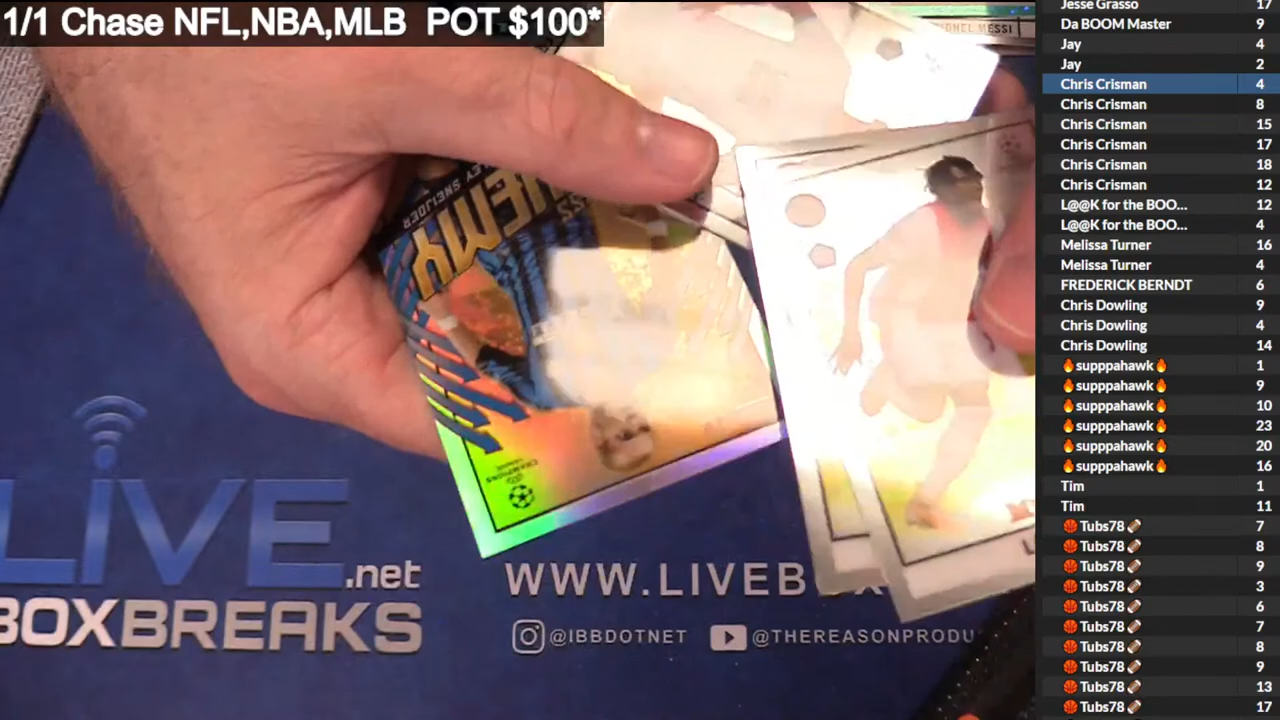 1/1 Chase NFL,NBA,MLB POT $100*
LIONEL MESSI
CHAMPIONS
LEAGUE
LIVE
.net
BOXBREAKS
WWW.LIVEB
@IBBDOTNET
@THEREASONPRODU
Jesse Grasso 17
Da BOOM Master 9
Jay 4
Jay 2
Chris Crisman 4
Chris Crisman 8
Chris Crisman 15
Chris Crisman 17
Chris Crisman 18
Chris Crisman 12
L@@K for the BOO... 12
L@@K for the BOO... 4
Melissa Turner 16
Melissa Turner 4
FREDERICK BERNDT 6
Chris Dowling 9
Chris Dowling 4
Chris Dowling 14
🔥supppahawk🔥 1
🔥supppahawk🔥 9
🔥supppahawk🔥 10
🔥supppahawk🔥 23
🔥supppahawk🔥 20
🔥supppahawk🔥 16
Tim 1
Tim 11
🏀Tubs78🏈 7
🏀Tubs78🏈 8
🏀Tubs78🏈 9
🏀Tubs78🏈 3
🏀Tubs78🏈 6
🏀Tubs78🏈 7
🏀Tubs78🏈 8
🏀Tubs78🏈 9
🏀Tubs78🏈 13
🏀Tubs78🏈 17